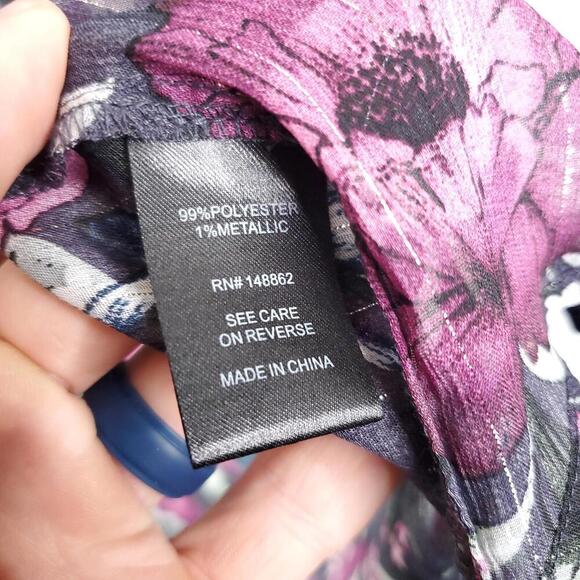 99%POLYESTER
1%METALLIC
RN# 148862
SEE CARE
ON REVERSE
MADE IN CHINA